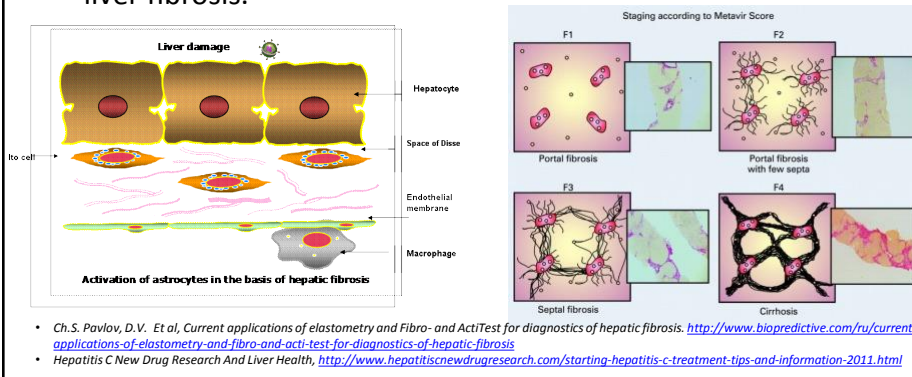 liver fibrosis.
Liver damage
Hepatocyte
Space of Disse
Ito cell
Endothelial
membrane
Macrophage
Activation of astrocytes in the basis of hepatic fibrosis
Staging according to Metavir Score
F1
F2
Portal fibrosis
Portal fibrosis
with few septa
F3
F4
Septal fibrosis
Cirrhosis
• Ch.S. Pavlov, D.V. Et al, Current applications of elastometry and Fibro- and ActiTest for diagnostics of hepatic fibrosis. http://www.biopredictive.com/ru/current
applications-of-elastometry-and-fibro-and-acti-test-for-diagnostics-of-hepatic-fibrosis
• Hepatitis C New Drug Research And Liver Health, http://www.hepatitiscnewdrugresearch.com/starting-hepatitis-c-treatment-tips-and-information-2011.html